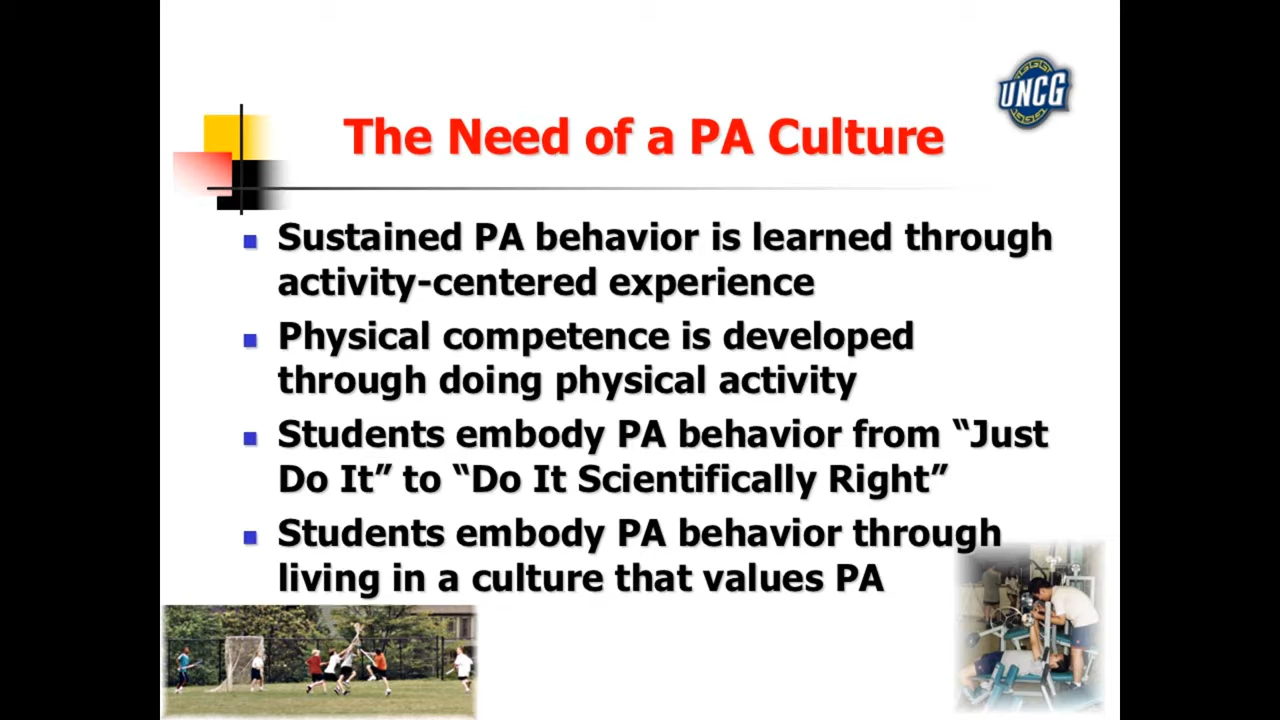 UNCG
The Need of a PA Culture
Sustained PA behavior is learned through
activity-centered experience
Physical competence is developed
through doing physical activity
Students embody PA behavior from “Just
Do It” to “Do It Scientifically Right”
Students embody PA behavior through
living in a culture that values PA